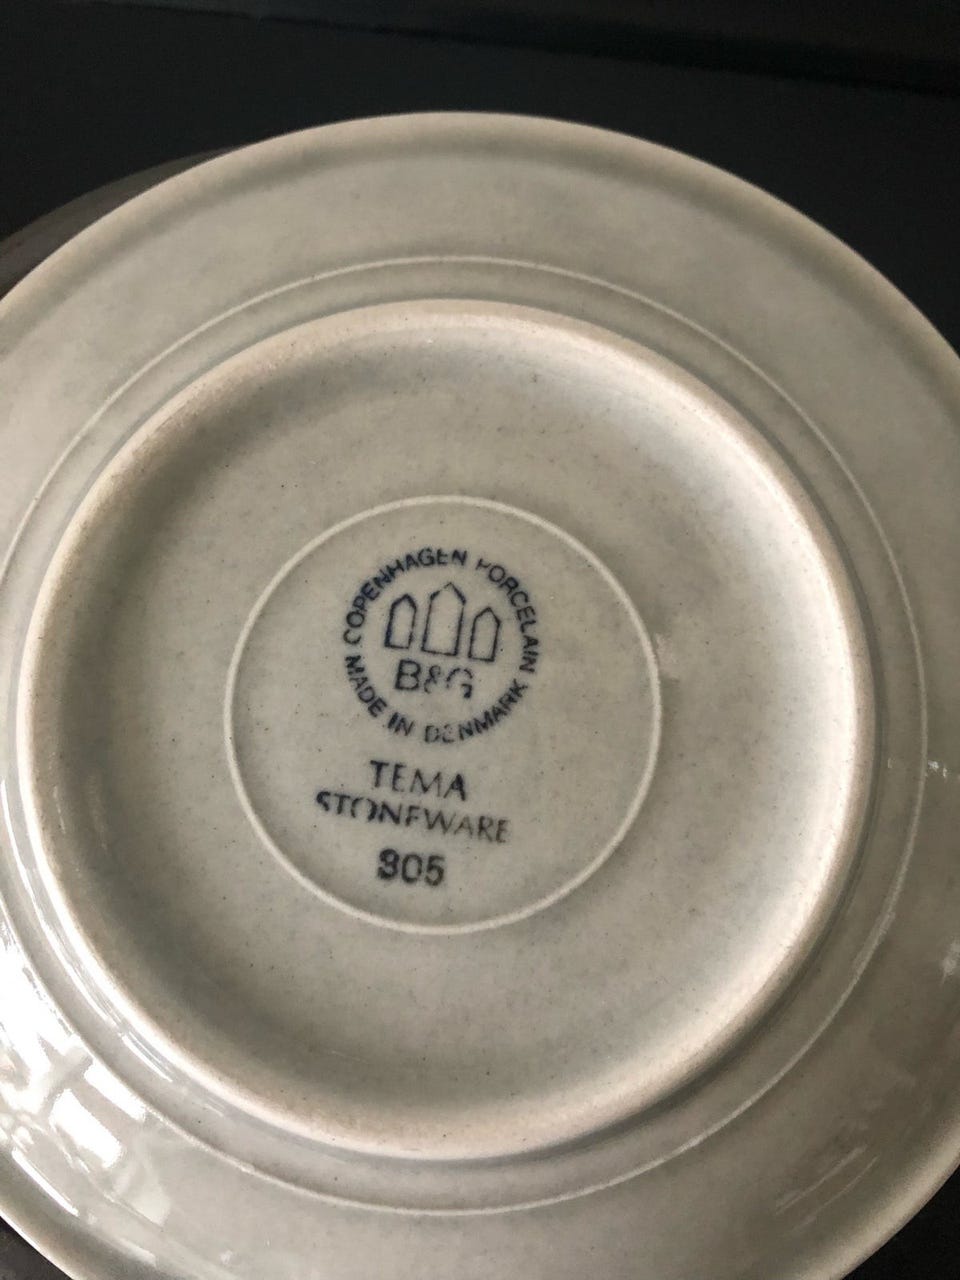 COPENHAGEN PORCELAIN
B&G
MADE IN DENMARK
TEMA
STONEWARE
305